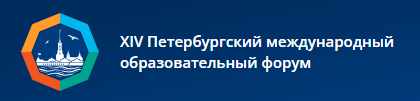 XIV Петербургский международный
образовательный форум